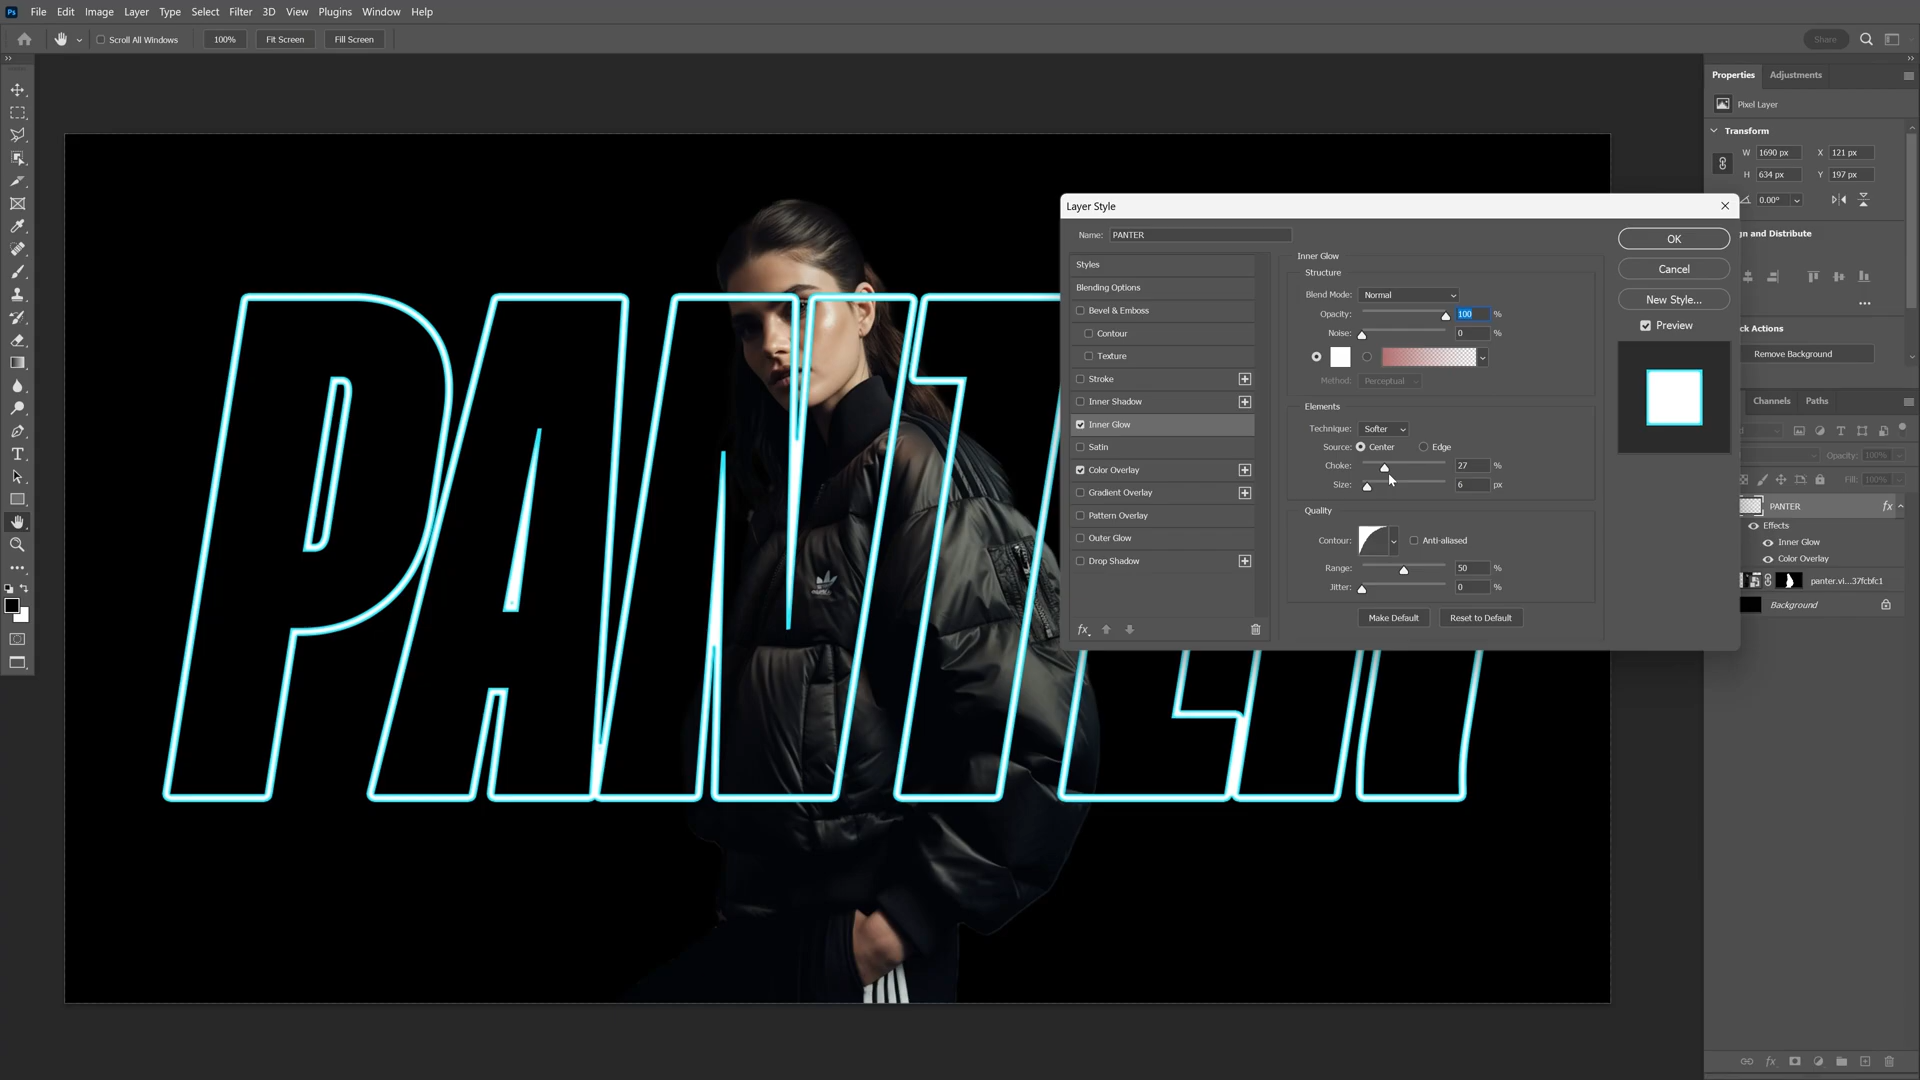 Ps File Edit Image Layer Type Select Filter 3D View Plugins Window Help
Scroll All Windows 100% Fit Screen Fill Screen Share
Properties Adjustments
Pixel Layer
Transform
W 1690 px X 121 px
H 634 px Y 197 px
0.00°
gn and Distribute
ck Actions
Remove Background
Channels Paths
Opacity: 100%
Fill: 100%
PANTER fx
Effects
Inner Glow
Color Overlay
panter.vi...37fcbfc1
Background
fx
PANTER
Layer Style
Name: PANTER
Styles
Blending Options
Bevel & Emboss
Contour
Texture
Stroke
Inner Shadow
Inner Glow
Satin
Color Overlay
Gradient Overlay
Pattern Overlay
Outer Glow
Drop Shadow
fx
Inner Glow
Structure
Blend Mode: Normal
Opacity: 100 %
Noise: 0 %
Method: Perceptual
Elements
Technique: Softer
Source: Center Edge
Choke: 27 %
Size: 6 px
Quality
Contour: Anti-aliased
Range: 50 %
Jitter: 0 %
Make Default Reset to Default
OK
Cancel
New Style...
Preview